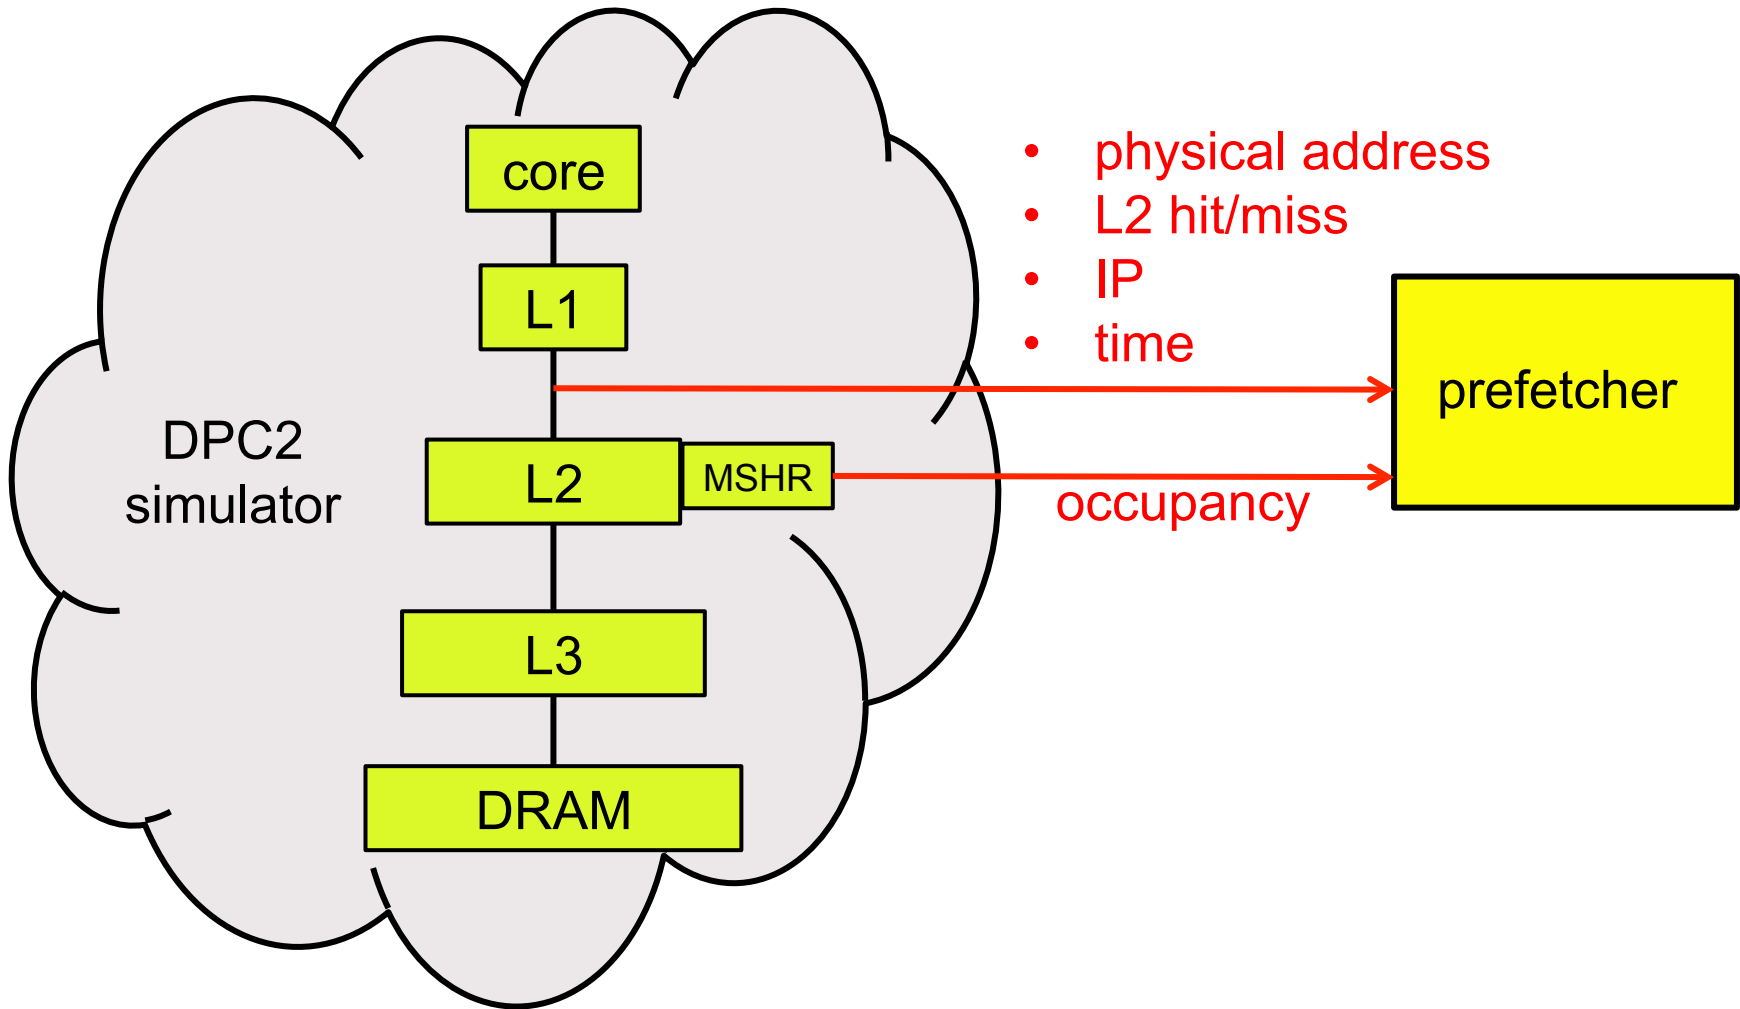 core
• physical address
• L2 hit/miss
L1
• IP
• time
prefetcher
DPC2
simulator
L2
MSHR
occupancy
L3
DRAM